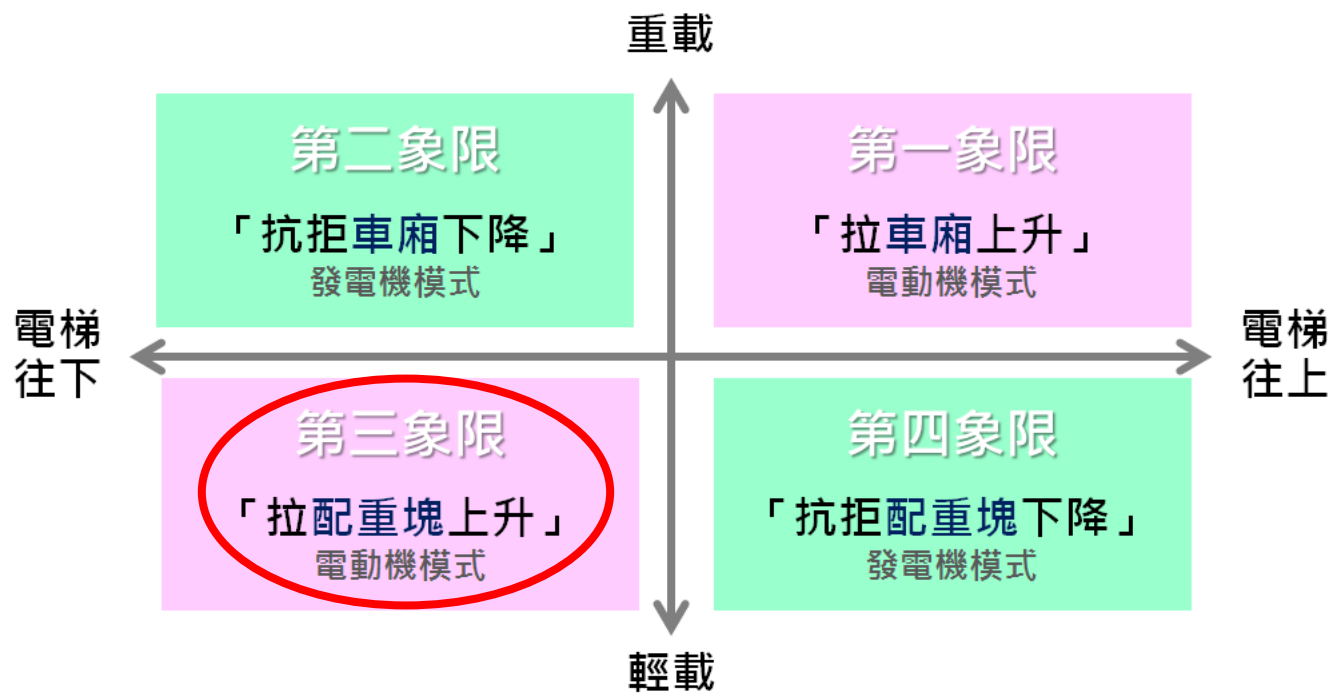 重載
第二象限
「抗拒車廂下降」
發電機模式
第一象限
「拉車廂上升」
電動機模式
電梯
往下
電梯
往上
第三象限
「拉配重塊上升」
電動機模式
第四象限
「抗拒配重塊下降」
發電機模式
輕載